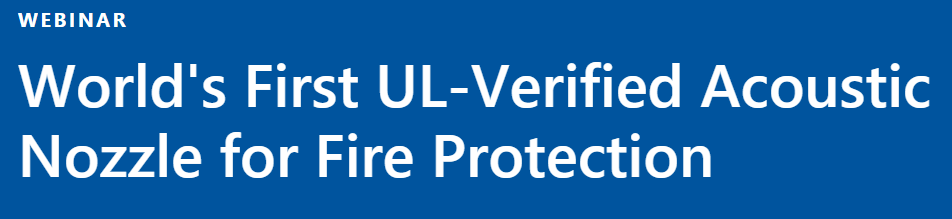 WEBINAR
World's First UL-Verified Acoustic
Nozzle for Fire Protection